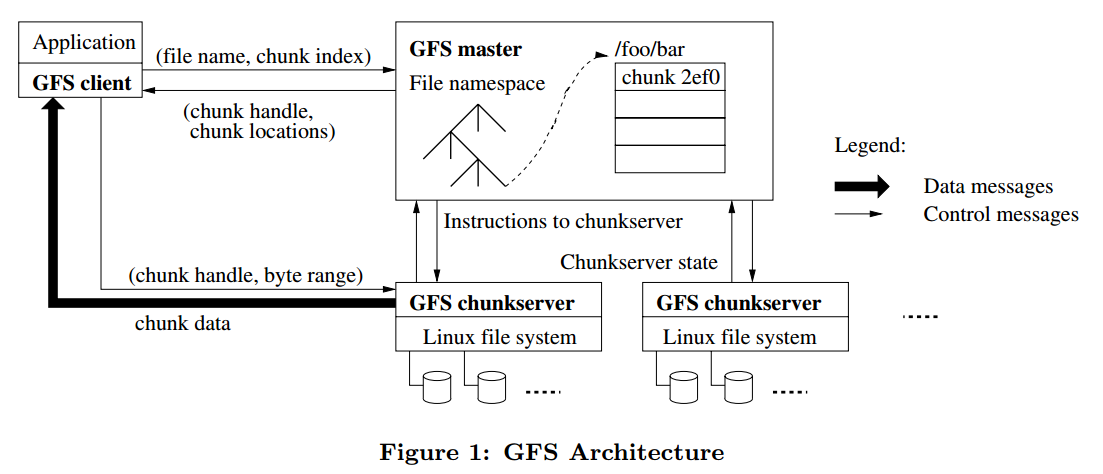 Application
GFS client
(file name, chunk index)
(chunk handle,
chunk locations)
GFS master
File namespace
/foo/bar
chunk 2ef0
Legend:
Data messages
Control messages
Instructions to chunkserver
Chunkserver state
(chunk handle, byte range)
chunk data
GFS chunkserver
Linux file system
GFS chunkserver
Linux file system
Figure 1: GFS Architecture